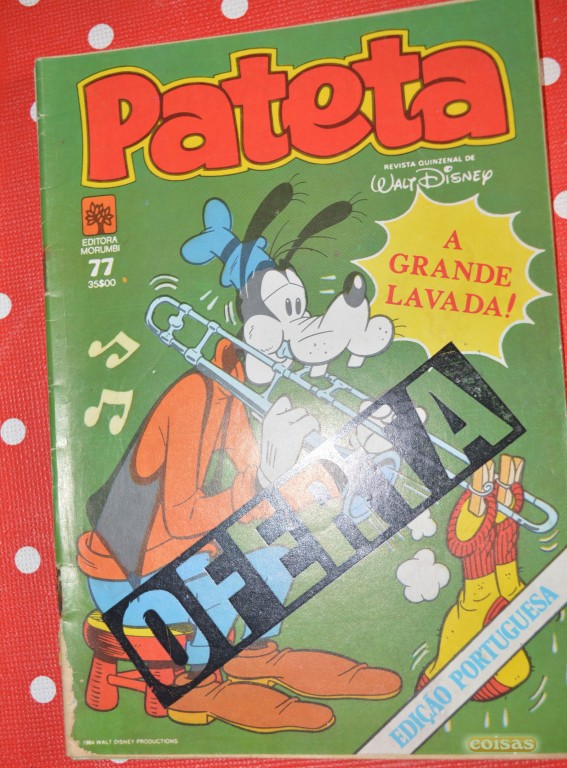 Pateta
REVISTA QUINZENAL DE
WALT DISNEY
EDITORA
MORUMBI
77
35$00
A
GRANDE
LAVADA!
OFERTA
EDIÇÃO PORTUGUESA
1984 WALT DISNEY PRODUCTIONS
coisas